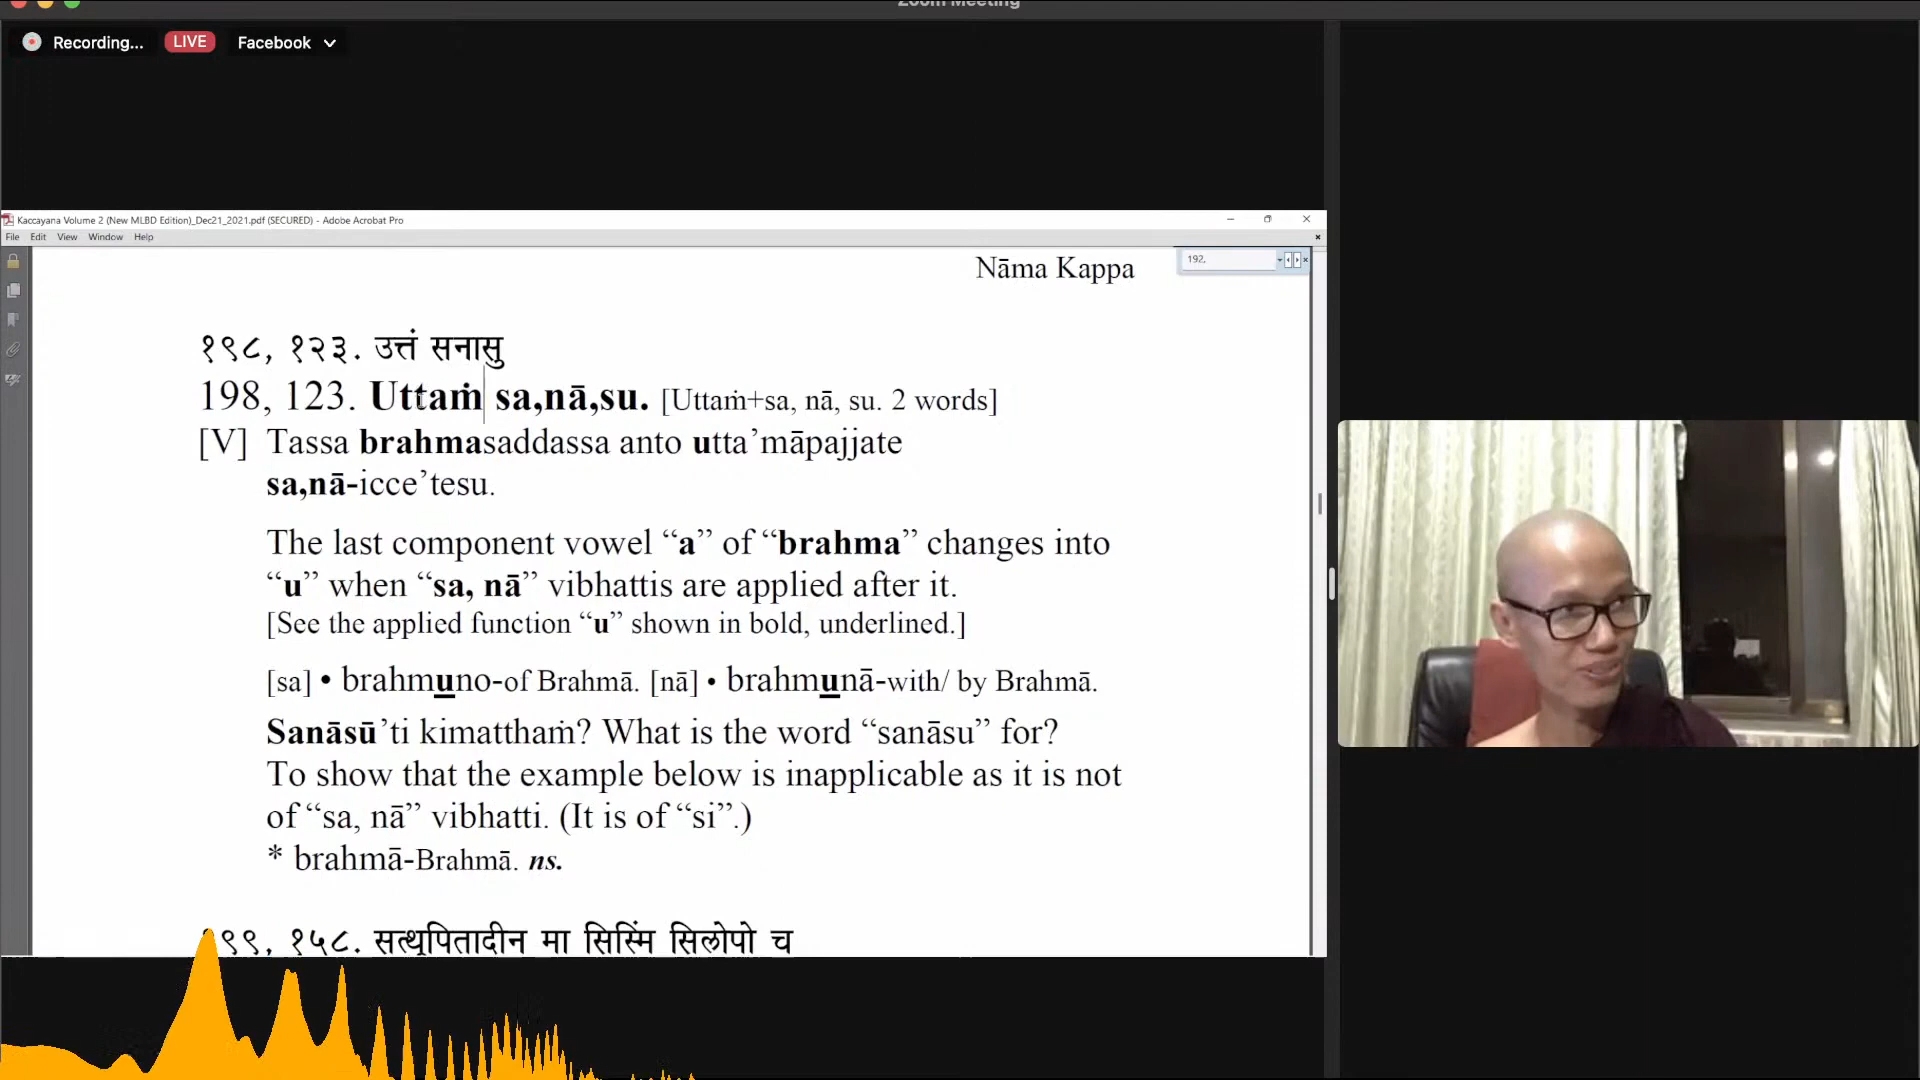 Zoom Meeting
Recording... LIVE Facebook
Kaccayana Volume 2 (New MLBD Edition)_Dec21_2021.pdf (SECURED) - Adobe Acrobat Pro
File Edit View Window Help
192,
Nāma Kappa
१९८, १२३. उत्तं सनासु
198, 123. Uttaṁ sa,nā,su. [Uttaṁ+sa, nā, su. 2 words]
[V] Tassa brahmasaddassa anto utta’māpajjate
sa,nā-icce’tesu.
The last component vowel “a” of “brahma” changes into
“u” when “sa, nā” vibhattis are applied after it.
[See the applied function “u” shown in bold, underlined.]
[sa] • brahmuno-of Brahmā. [nā] • brahmunā-with/ by Brahmā.
Sanāsū’ti kimatthaṁ? What is the word “sanāsu” for?
To show that the example below is inapplicable as it is not
of “sa, nā” vibhatti. (It is of “si”.)
* brahmā-Brahmā. ns.
१९९, १५८. सत्थुपितादीन मा सिस्मिं सिलोपो च